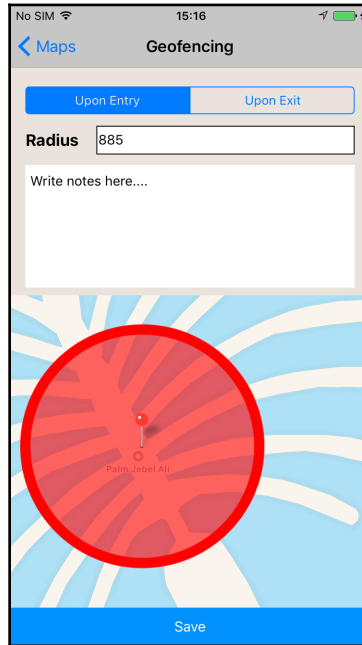 No SIM 15:16
Maps Geofencing
Upon Entry Upon Exit
Radius 885
Write notes here....
Palm Jebel Ali
Save